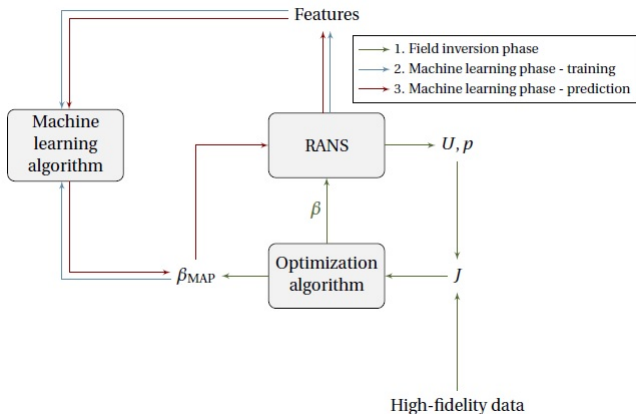 Features
1. Field inversion phase
2. Machine learning phase - training
3. Machine learning phase - prediction
Machine
learning
algorithm
RANS
U, p
β
βMAP
Optimization
algorithm
J
High-fidelity data